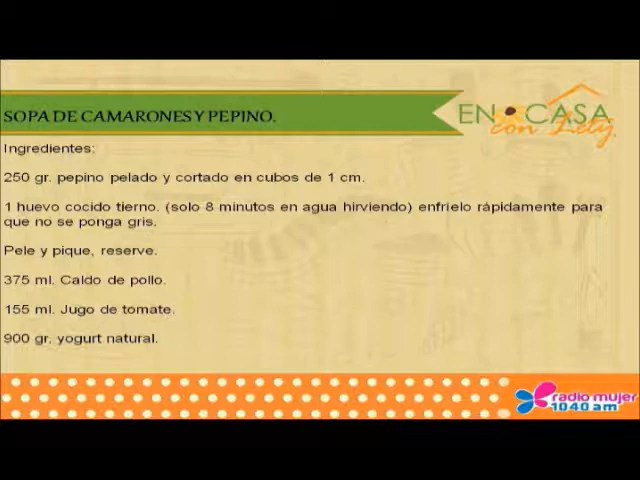 SOPA DE CAMARONES Y PEPINO.
EN CASA
con Lety
Ingredientes:
250 gr. pepino pelado y cortado en cubos de 1 cm.
1 huevo cocido tierno. (solo 8 minutos en agua hirviendo) enfríelo rápidamente para
que no se ponga gris.
Pele y pique, reserve.
375 ml. Caldo de pollo.
155 ml. Jugo de tomate.
900 gr. yogurt natural.
radio mujer
1040 am